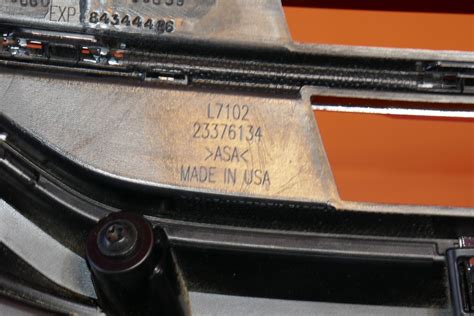 EXP
84344486
L7102
23376134
>ASA<
MADE IN USA